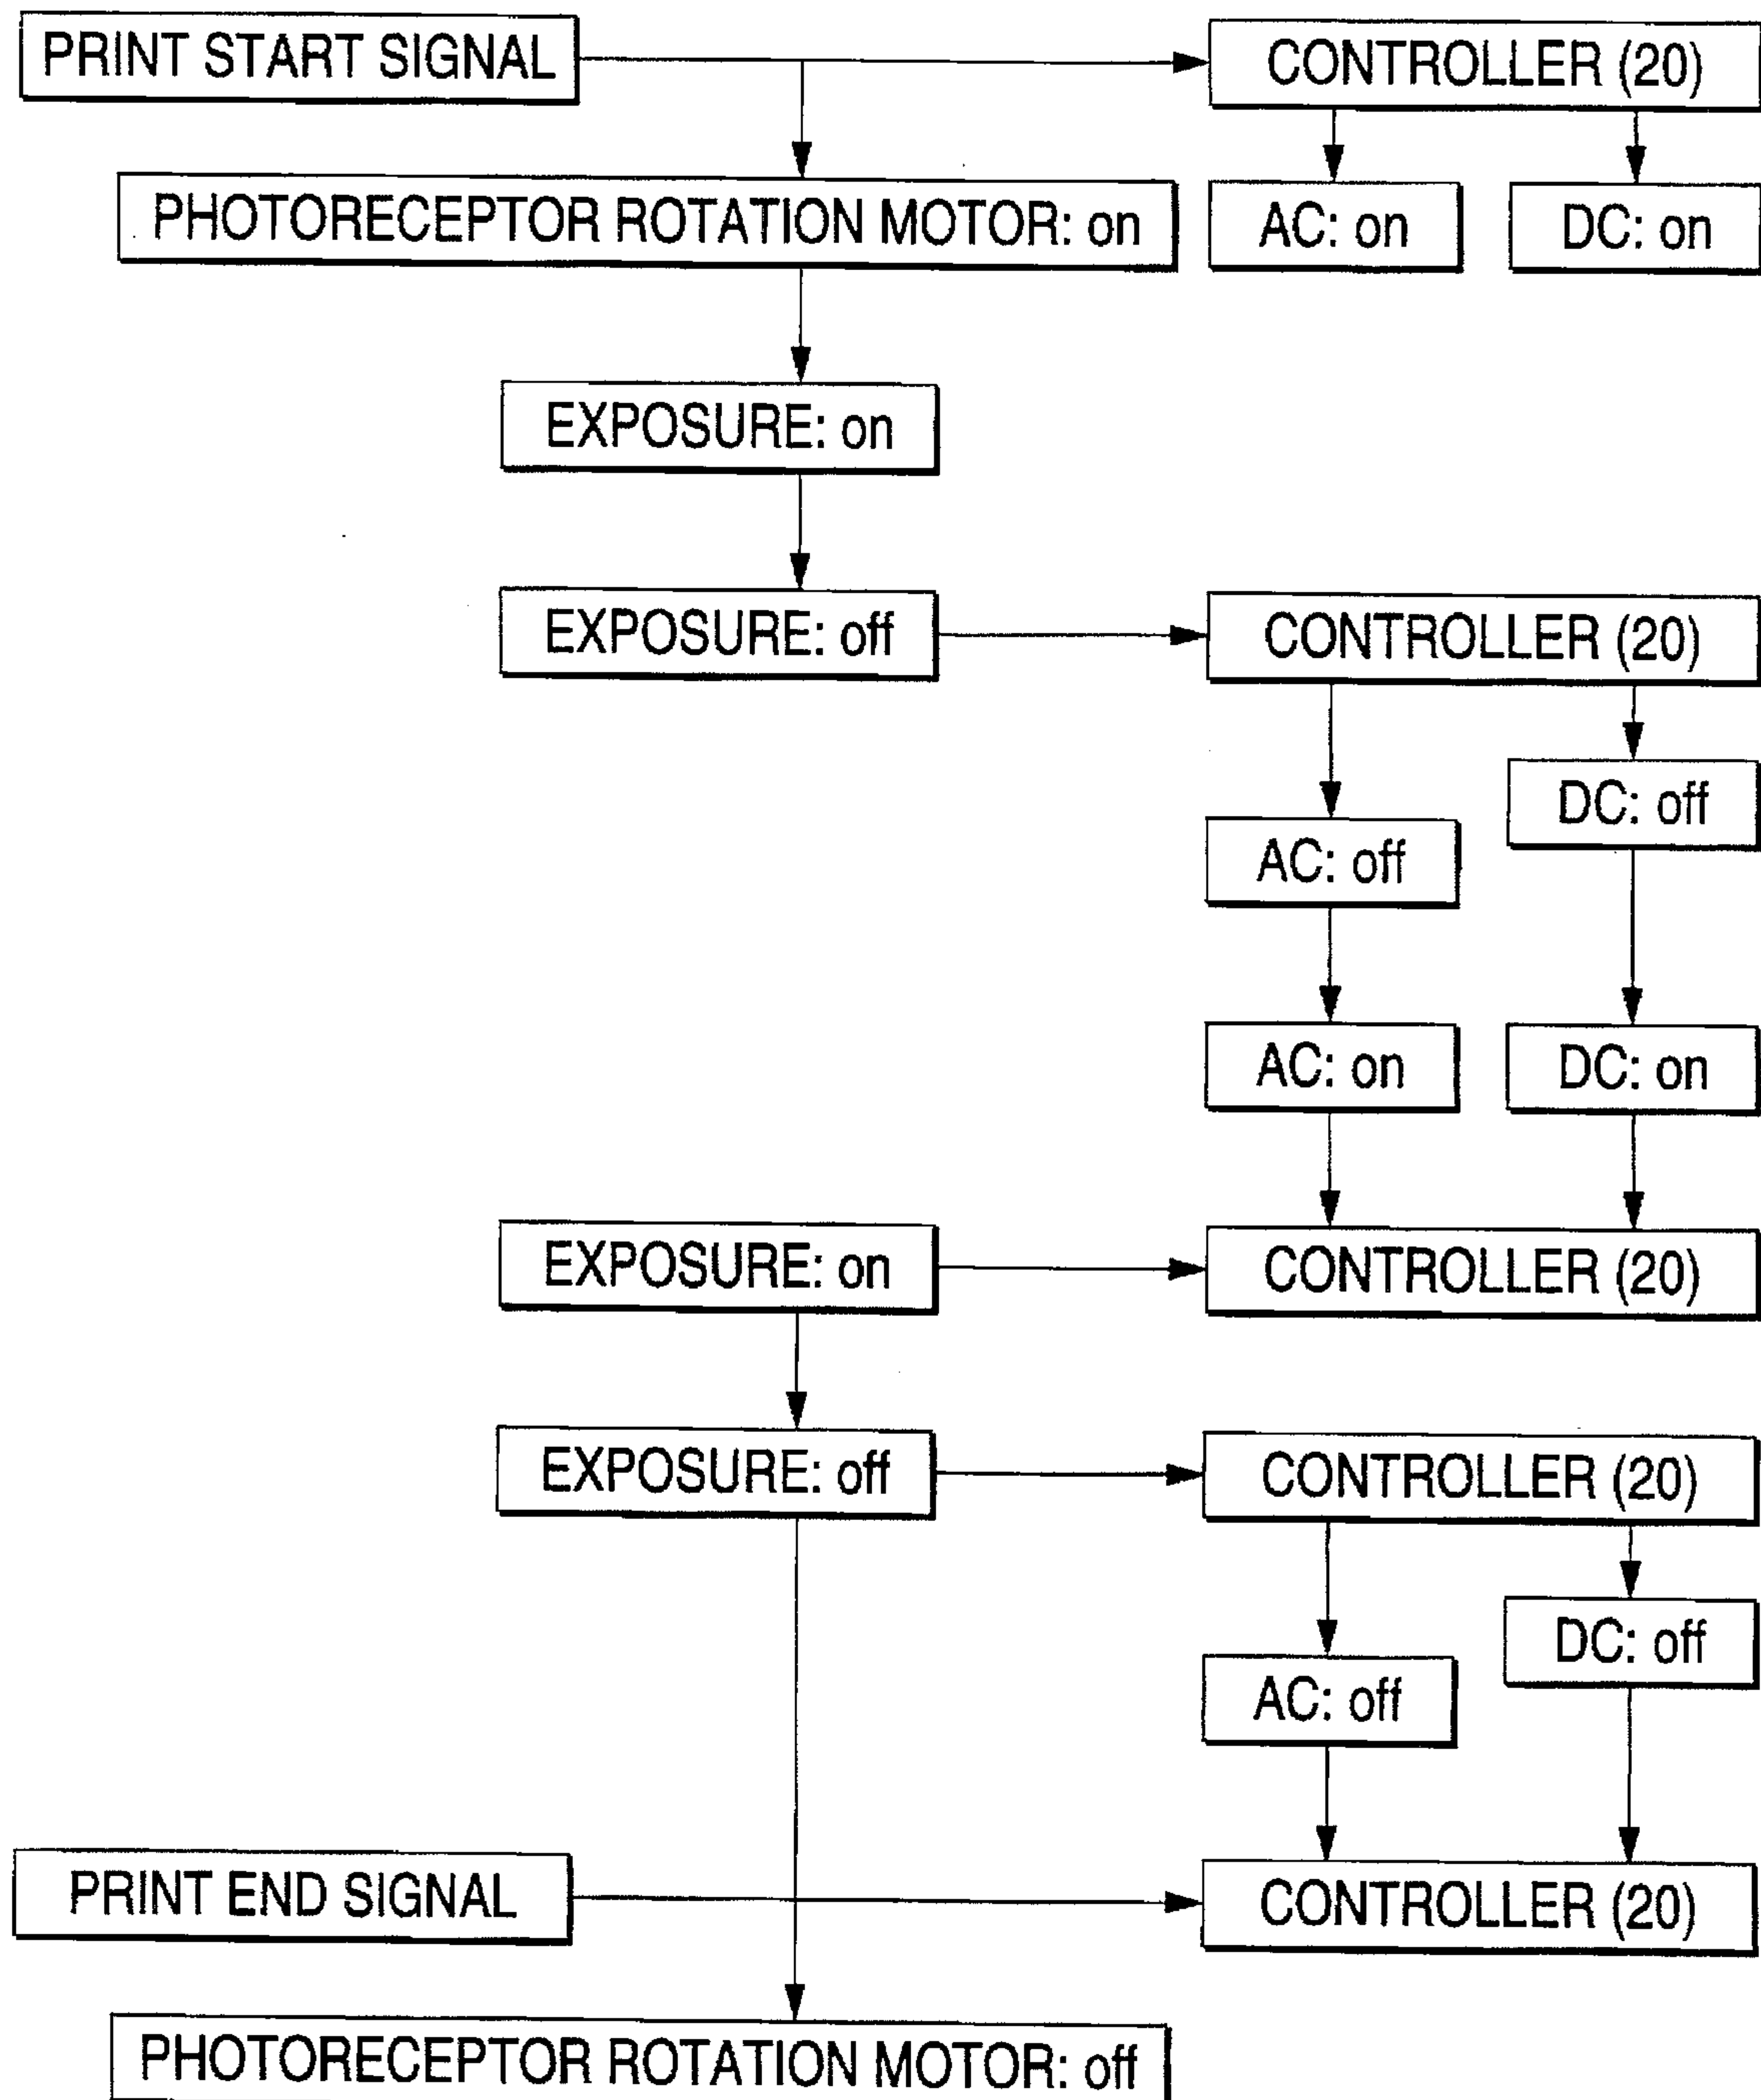 PRINT START SIGNAL
CONTROLLER (20)
PHOTORECEPTOR ROTATION MOTOR: on
AC: on
DC: on
EXPOSURE: on
EXPOSURE: off
CONTROLLER (20)
DC: off
AC: off
AC: on
DC: on
EXPOSURE: on
CONTROLLER (20)
EXPOSURE: off
CONTROLLER (20)
DC: off
AC: off
PRINT END SIGNAL
CONTROLLER (20)
PHOTORECEPTOR ROTATION MOTOR: off